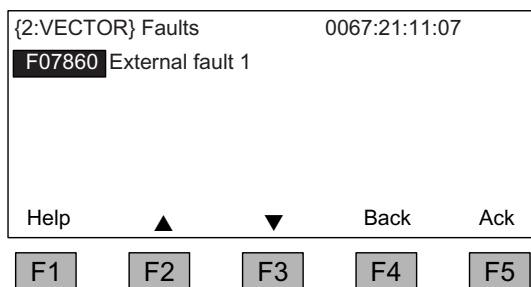 {2:VECTOR} Faults 0067:21:11:07
F07860 External fault 1
Help ▲ ▼ Back Ack
F1 F2 F3 F4 F5